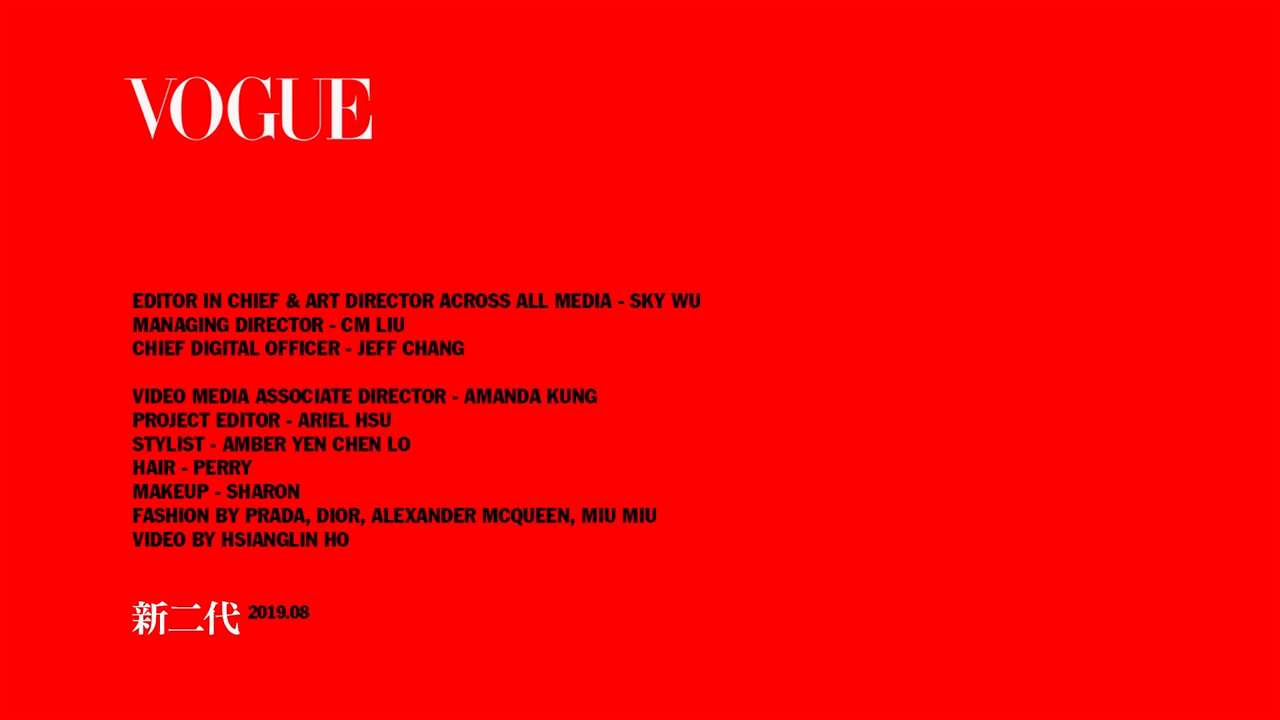 VOGUE
EDITOR IN CHIEF & ART DIRECTOR ACROSS ALL MEDIA - SKY WU
MANAGING DIRECTOR - CM LIU
CHIEF DIGITAL OFFICER - JEFF CHANG
VIDEO MEDIA ASSOCIATE DIRECTOR - AMANDA KUNG
PROJECT EDITOR - ARIEL HSU
STYLIST - AMBER YEN CHEN LO
HAIR - PERRY
MAKEUP - SHARON
FASHION BY PRADA, DIOR, ALEXANDER MCQUEEN, MIU MIU
VIDEO BY HSIANGLIN HO
新二代 2019.08